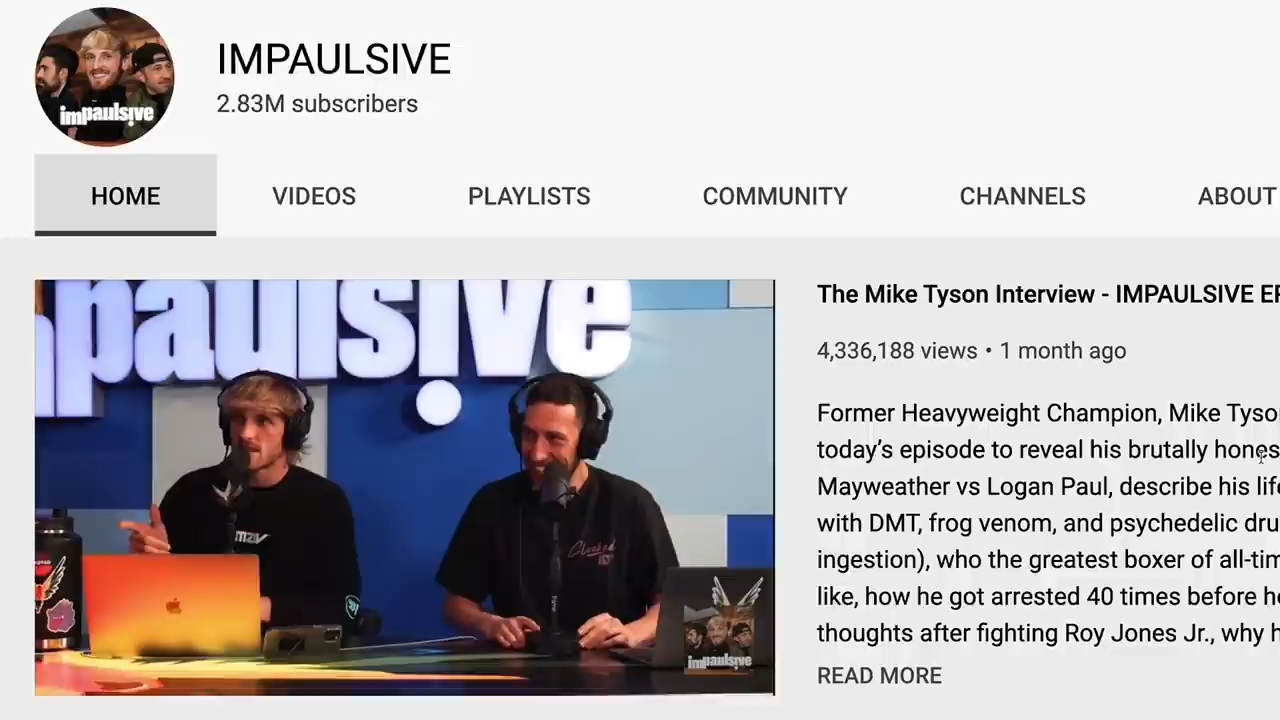 impaulsive
IMPAULSIVE
2.83M subscribers
HOME
VIDEOS
PLAYLISTS
COMMUNITY
CHANNELS
ABOUT
paulsive
The Mike Tyson Interview - IMPAULSIVE
4,336,188 views • 1 month ago
Former Heavyweight Champion, Mike
today’s episode to reveal his brutally
Mayweather vs Logan Paul, describe his
with DMT, frog venom, and psychedelic
ingestion), who the greatest boxer of
like, how he got arrested 40 times before
thoughts after fighting Roy Jones Jr., why
READ MORE
impaulsive